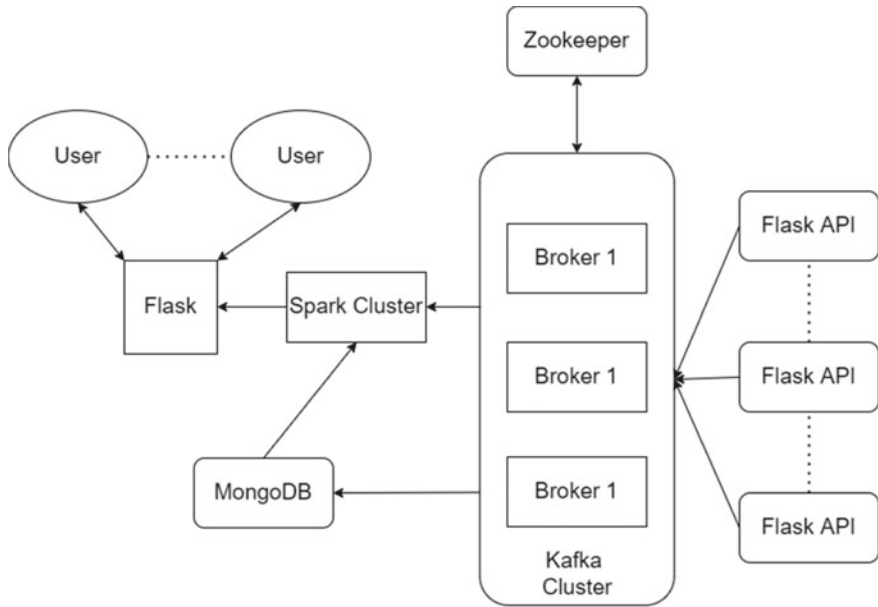 Zookeeper
User
User
Flask API
Broker 1
Flask
Spark Cluster
Broker 1
Flask API
MongoDB
Broker 1
Flask API
Kafka
Cluster